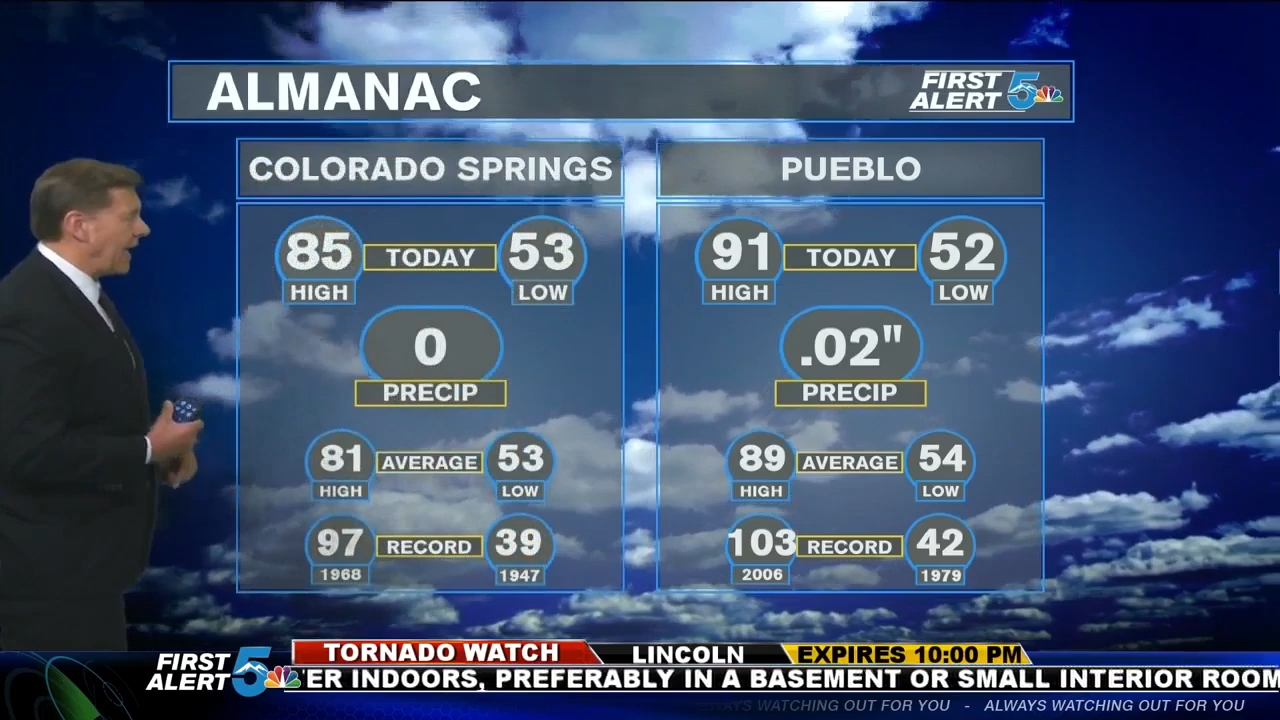 ALMANAC
FIRST ALERT 5
COLORADO SPRINGS
85 TODAY 53
HIGH LOW
0
PRECIP
81 AVERAGE 53
HIGH LOW
97 RECORD 39
1968 1947
PUEBLO
91 TODAY 52
HIGH LOW
.02"
PRECIP
89 AVERAGE 54
HIGH LOW
103 RECORD 42
2006 1979
TORNADO WATCH LINCOLN EXPIRES 10:00 PM
FIRST ALERT 5
'ER INDOORS, PREFERABLY IN A BASEMENT OR SMALL INTERIOR ROOM
WATCHING OUT FOR YOU - ALWAYS WATCHING OUT FOR YOU